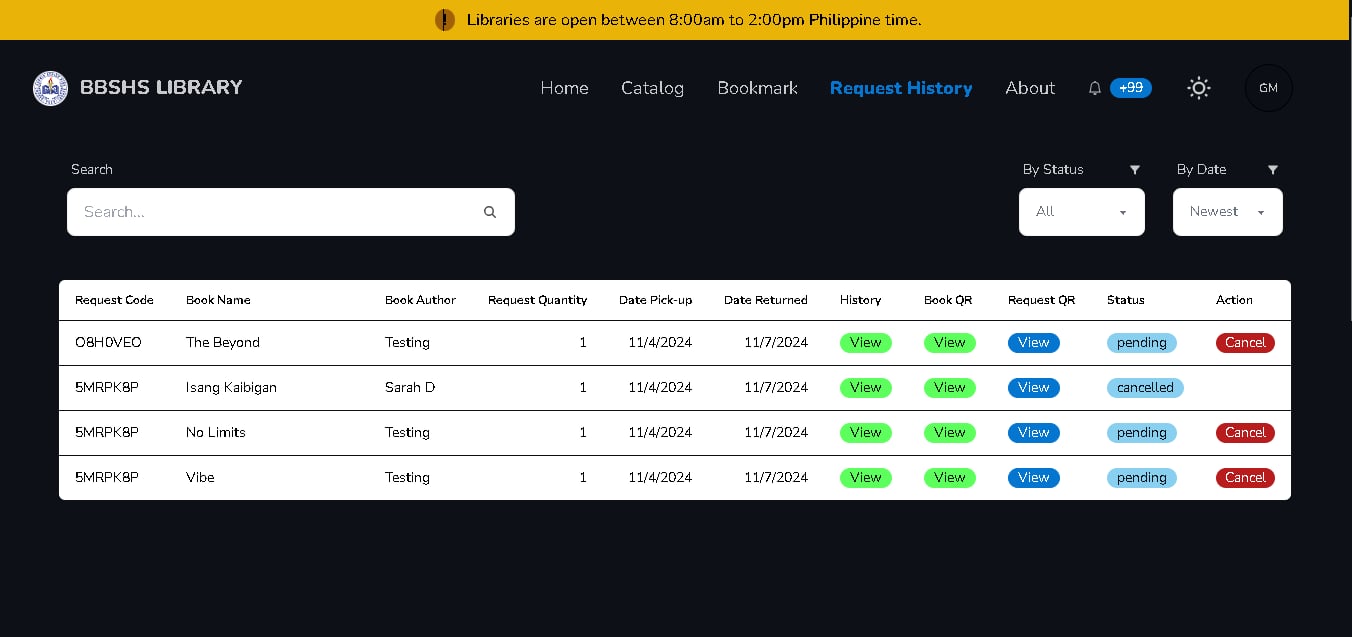 Libraries are open between 8:00am to 2:00pm Philippine time.
BBSHS LIBRARY Home Catalog Bookmark Request History About +99 GM
Search By Status By Date
Search... All Newest
Request Code Book Name Book Author Request Quantity Date Pick-up Date Returned History Book QR Request QR Status Action
O8H0VEO The Beyond Testing 1 11/4/2024 11/7/2024 View View View pending Cancel
5MRPK8P Isang Kaibigan Sarah D 1 11/4/2024 11/7/2024 View View View cancelled
5MRPK8P No Limits Testing 1 11/4/2024 11/7/2024 View View View pending Cancel
5MRPK8P Vibe Testing 1 11/4/2024 11/7/2024 View View View pending Cancel